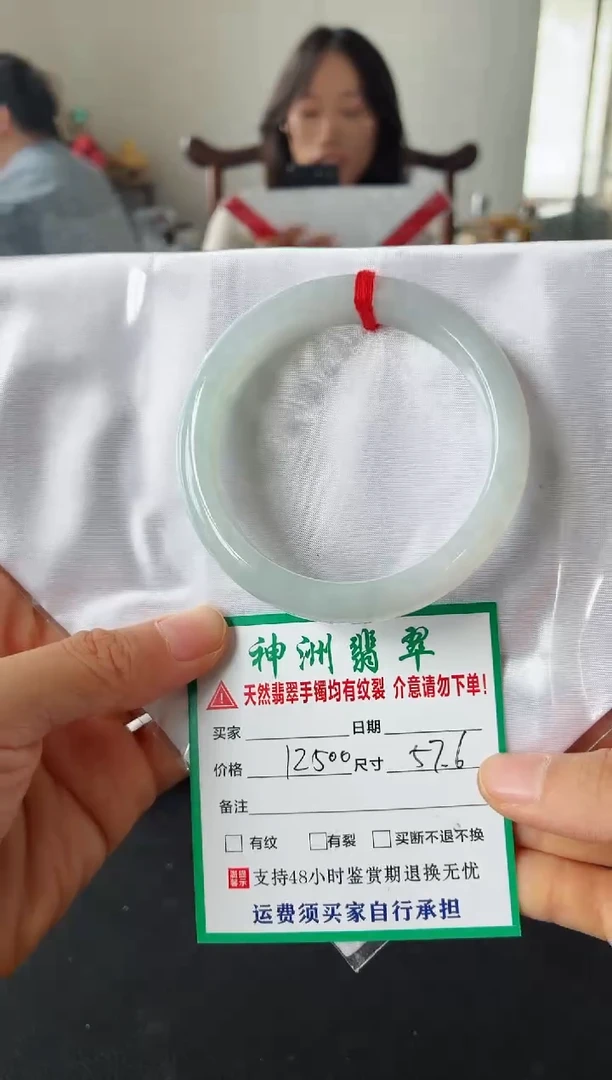 神洲翡翠
天然翡翠手镯均有纹裂 介意请勿下单!
买家 日期
价格 12500 尺寸 57.6
备注
有纹 有裂 买断不退不换
支持48小时鉴赏期退换无忧
运费须买家自行承担